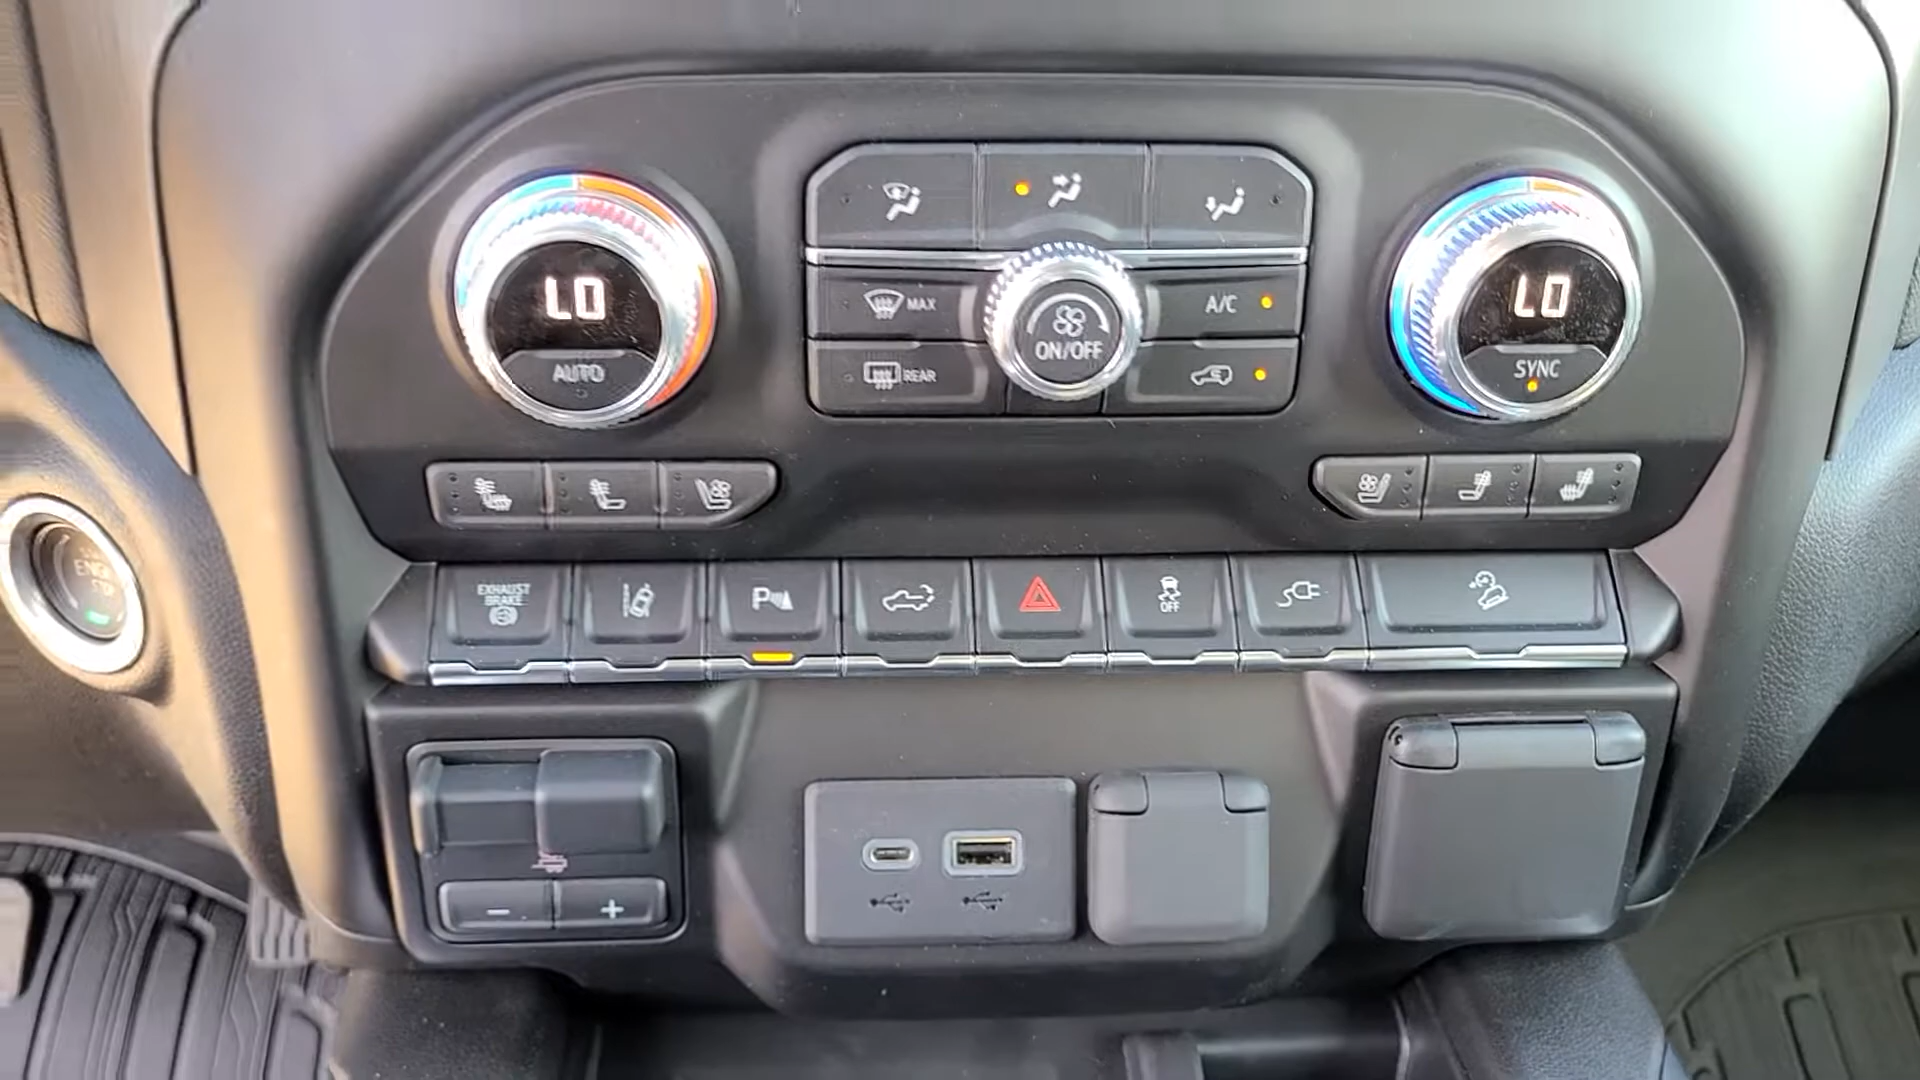 LO
AUTO
MAX
REAR
ON/OFF
A/C
LO
SYNC
EXHAUST
BRAKE
P
OFF
- +